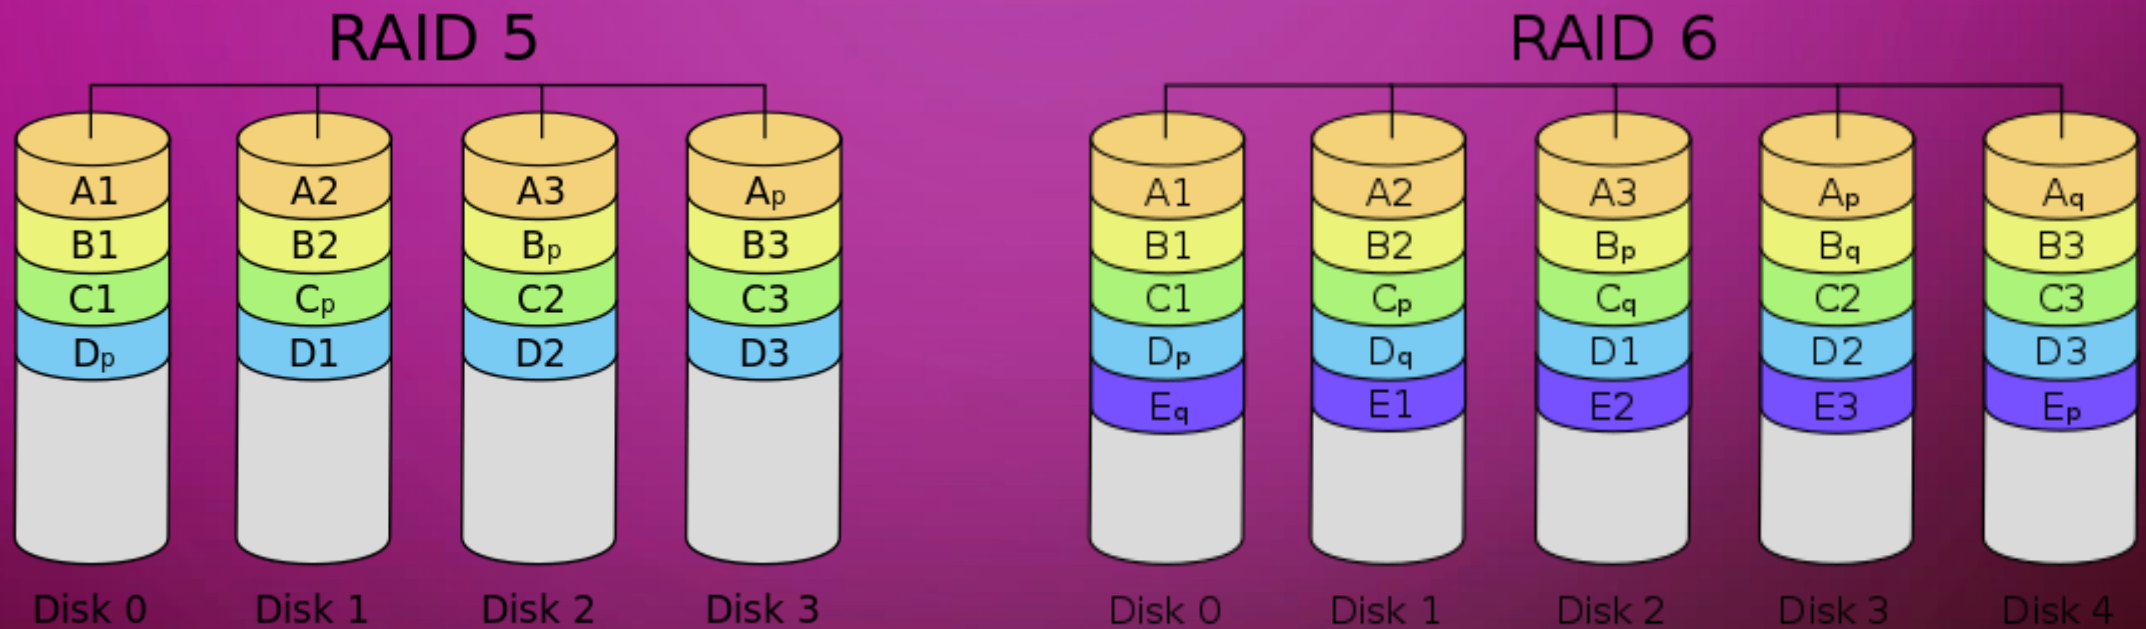 RAID 5 RAID 6
A1 A2 A3 Ap A1 A2 A3 Ap Aq
B1 B2 Bp B3 B1 B2 Bp Bq B3
C1 Cp C2 C3 C1 Cp Cq C2 C3
Dp D1 D2 D3 Dp Dq D1 D2 D3
Eq E1 E2 E3 Ep
Disk 0 Disk 1 Disk 2 Disk 3 Disk 0 Disk 1 Disk 2 Disk 3 Disk 4